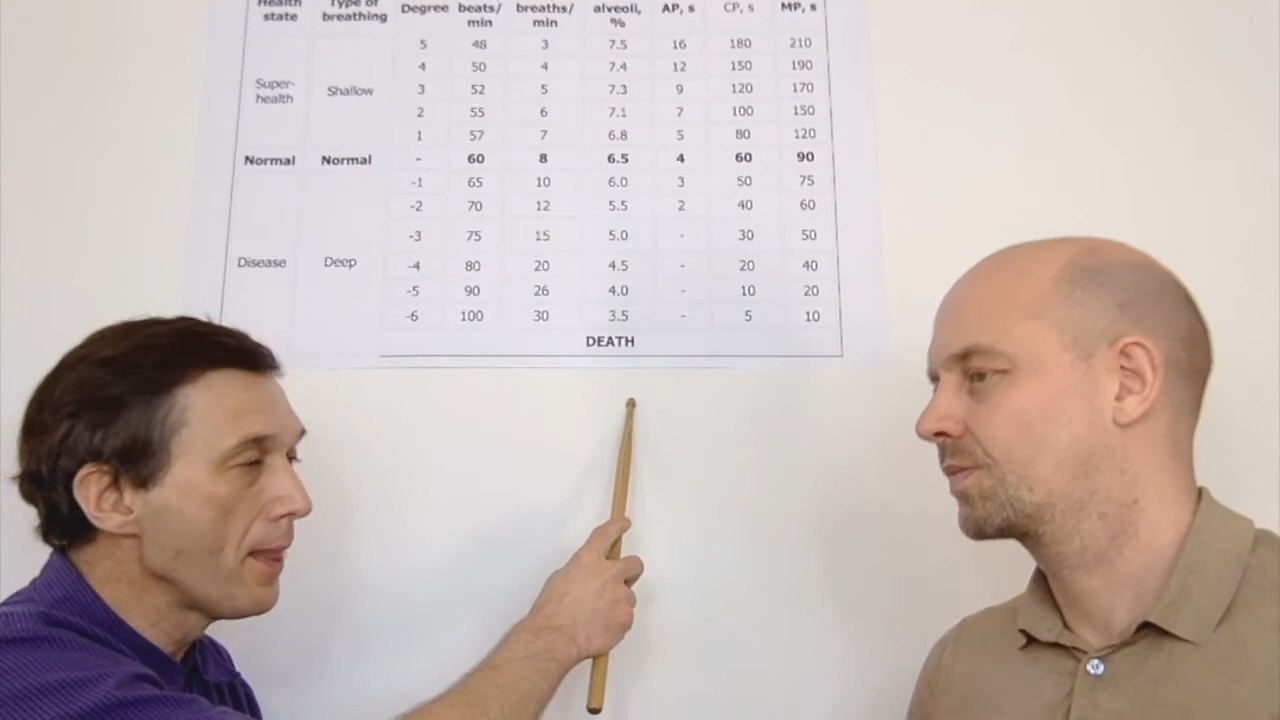 Health state Type of breathing Degree beats/ min breaths/ min alveoli, % AP, s CP, s MP, s
5 48 3 7.5 16 180 210
4 50 4 7.4 12 150 190
Super- health Shallow 3 52 5 7.3 9 120 170
2 55 6 7.1 7 100 150
1 57 7 6.8 5 80 120
Normal Normal - 60 8 6.5 4 60 90
-1 65 10 6.0 3 50 75
-2 70 12 5.5 2 40 60
-3 75 15 5.0 - 30 50
Disease Deep -4 80 20 4.5 - 20 40
-5 90 26 4.0 - 10 20
-6 100 30 3.5 - 5 10
DEATH